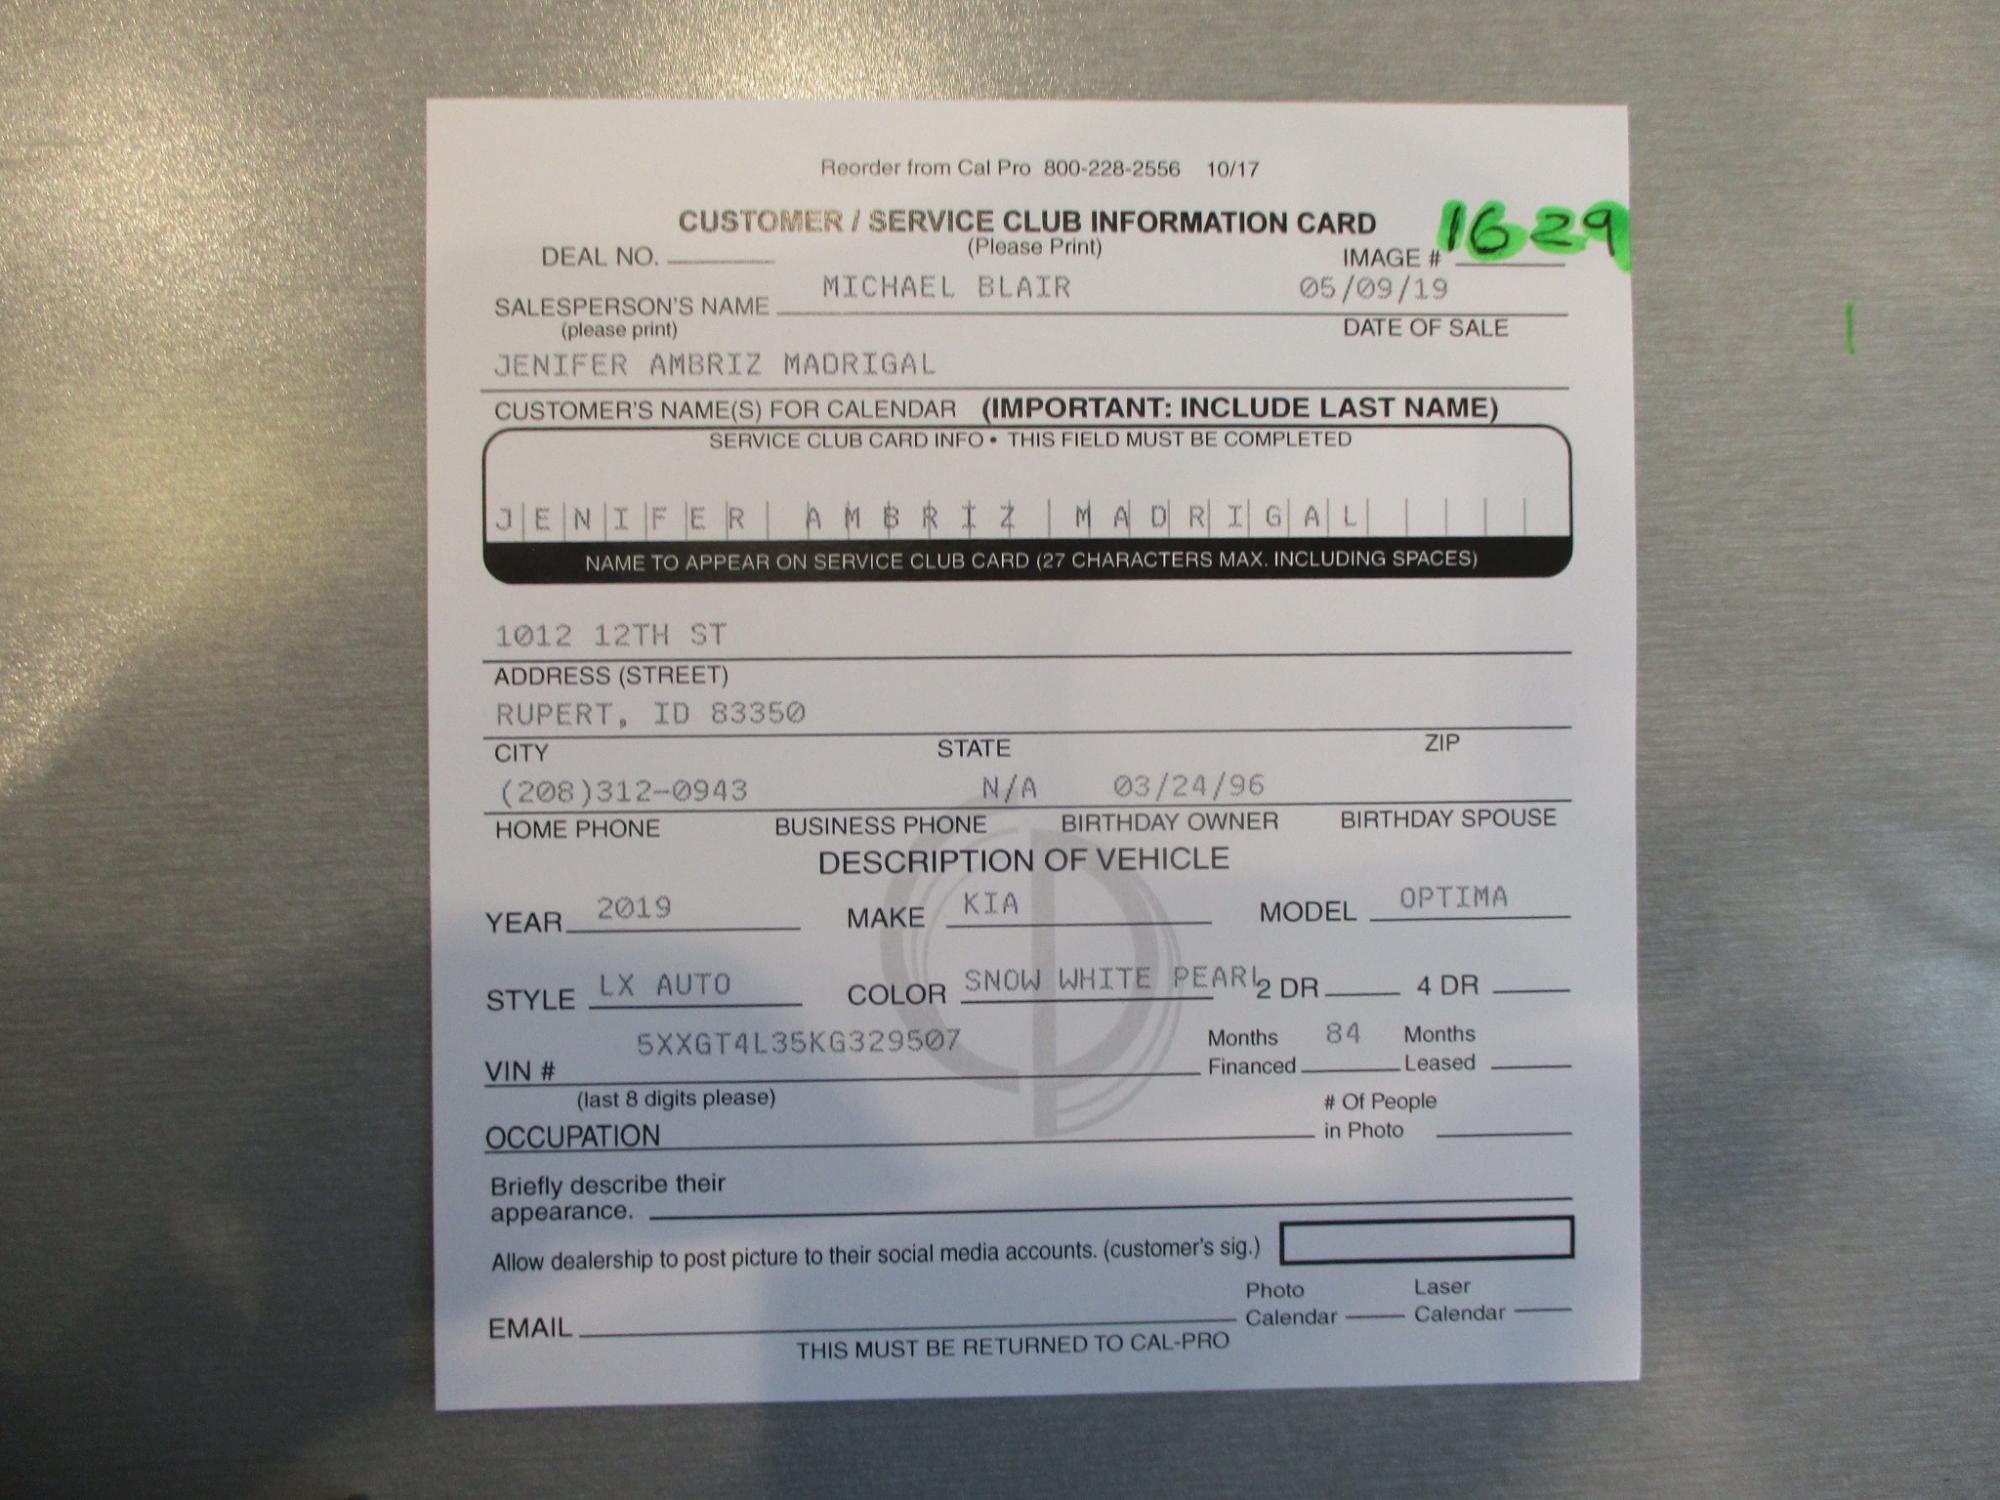 Reorder from Cal Pro 800-228-2556 10/17
CUSTOMER / SERVICE CLUB INFORMATION CARD
(Please Print)
DEAL NO. IMAGE # 1629
SALESPERSON'S NAME MICHAEL BLAIR 05/09/19
(please print) DATE OF SALE
JENIFER AMBRIZ MADRIGAL
CUSTOMER'S NAME(S) FOR CALENDAR (IMPORTANT: INCLUDE LAST NAME)
SERVICE CLUB CARD INFO • THIS FIELD MUST BE COMPLETED
JENIFER AMBRIZ MADRIGAL
NAME TO APPEAR ON SERVICE CLUB CARD (27 CHARACTERS MAX. INCLUDING SPACES)
1012 12TH ST
ADDRESS (STREET)
RUPERT, ID 83350
CITY STATE ZIP
(208)312-0943 N/A 03/24/96
HOME PHONE BUSINESS PHONE BIRTHDAY OWNER BIRTHDAY SPOUSE
DESCRIPTION OF VEHICLE
YEAR 2019 MAKE KIA MODEL OPTIMA
STYLE LX AUTO COLOR SNOW WHITE PEARL 2 DR 4 DR
VIN # 5XXGT4L35KG329507 Months Financed 84 Months Leased
(last 8 digits please)
OCCUPATION # Of People in Photo
Briefly describe their
appearance.
Allow dealership to post picture to their social media accounts. (customer's sig.)
EMAIL Photo Calendar Laser Calendar
THIS MUST BE RETURNED TO CAL-PRO